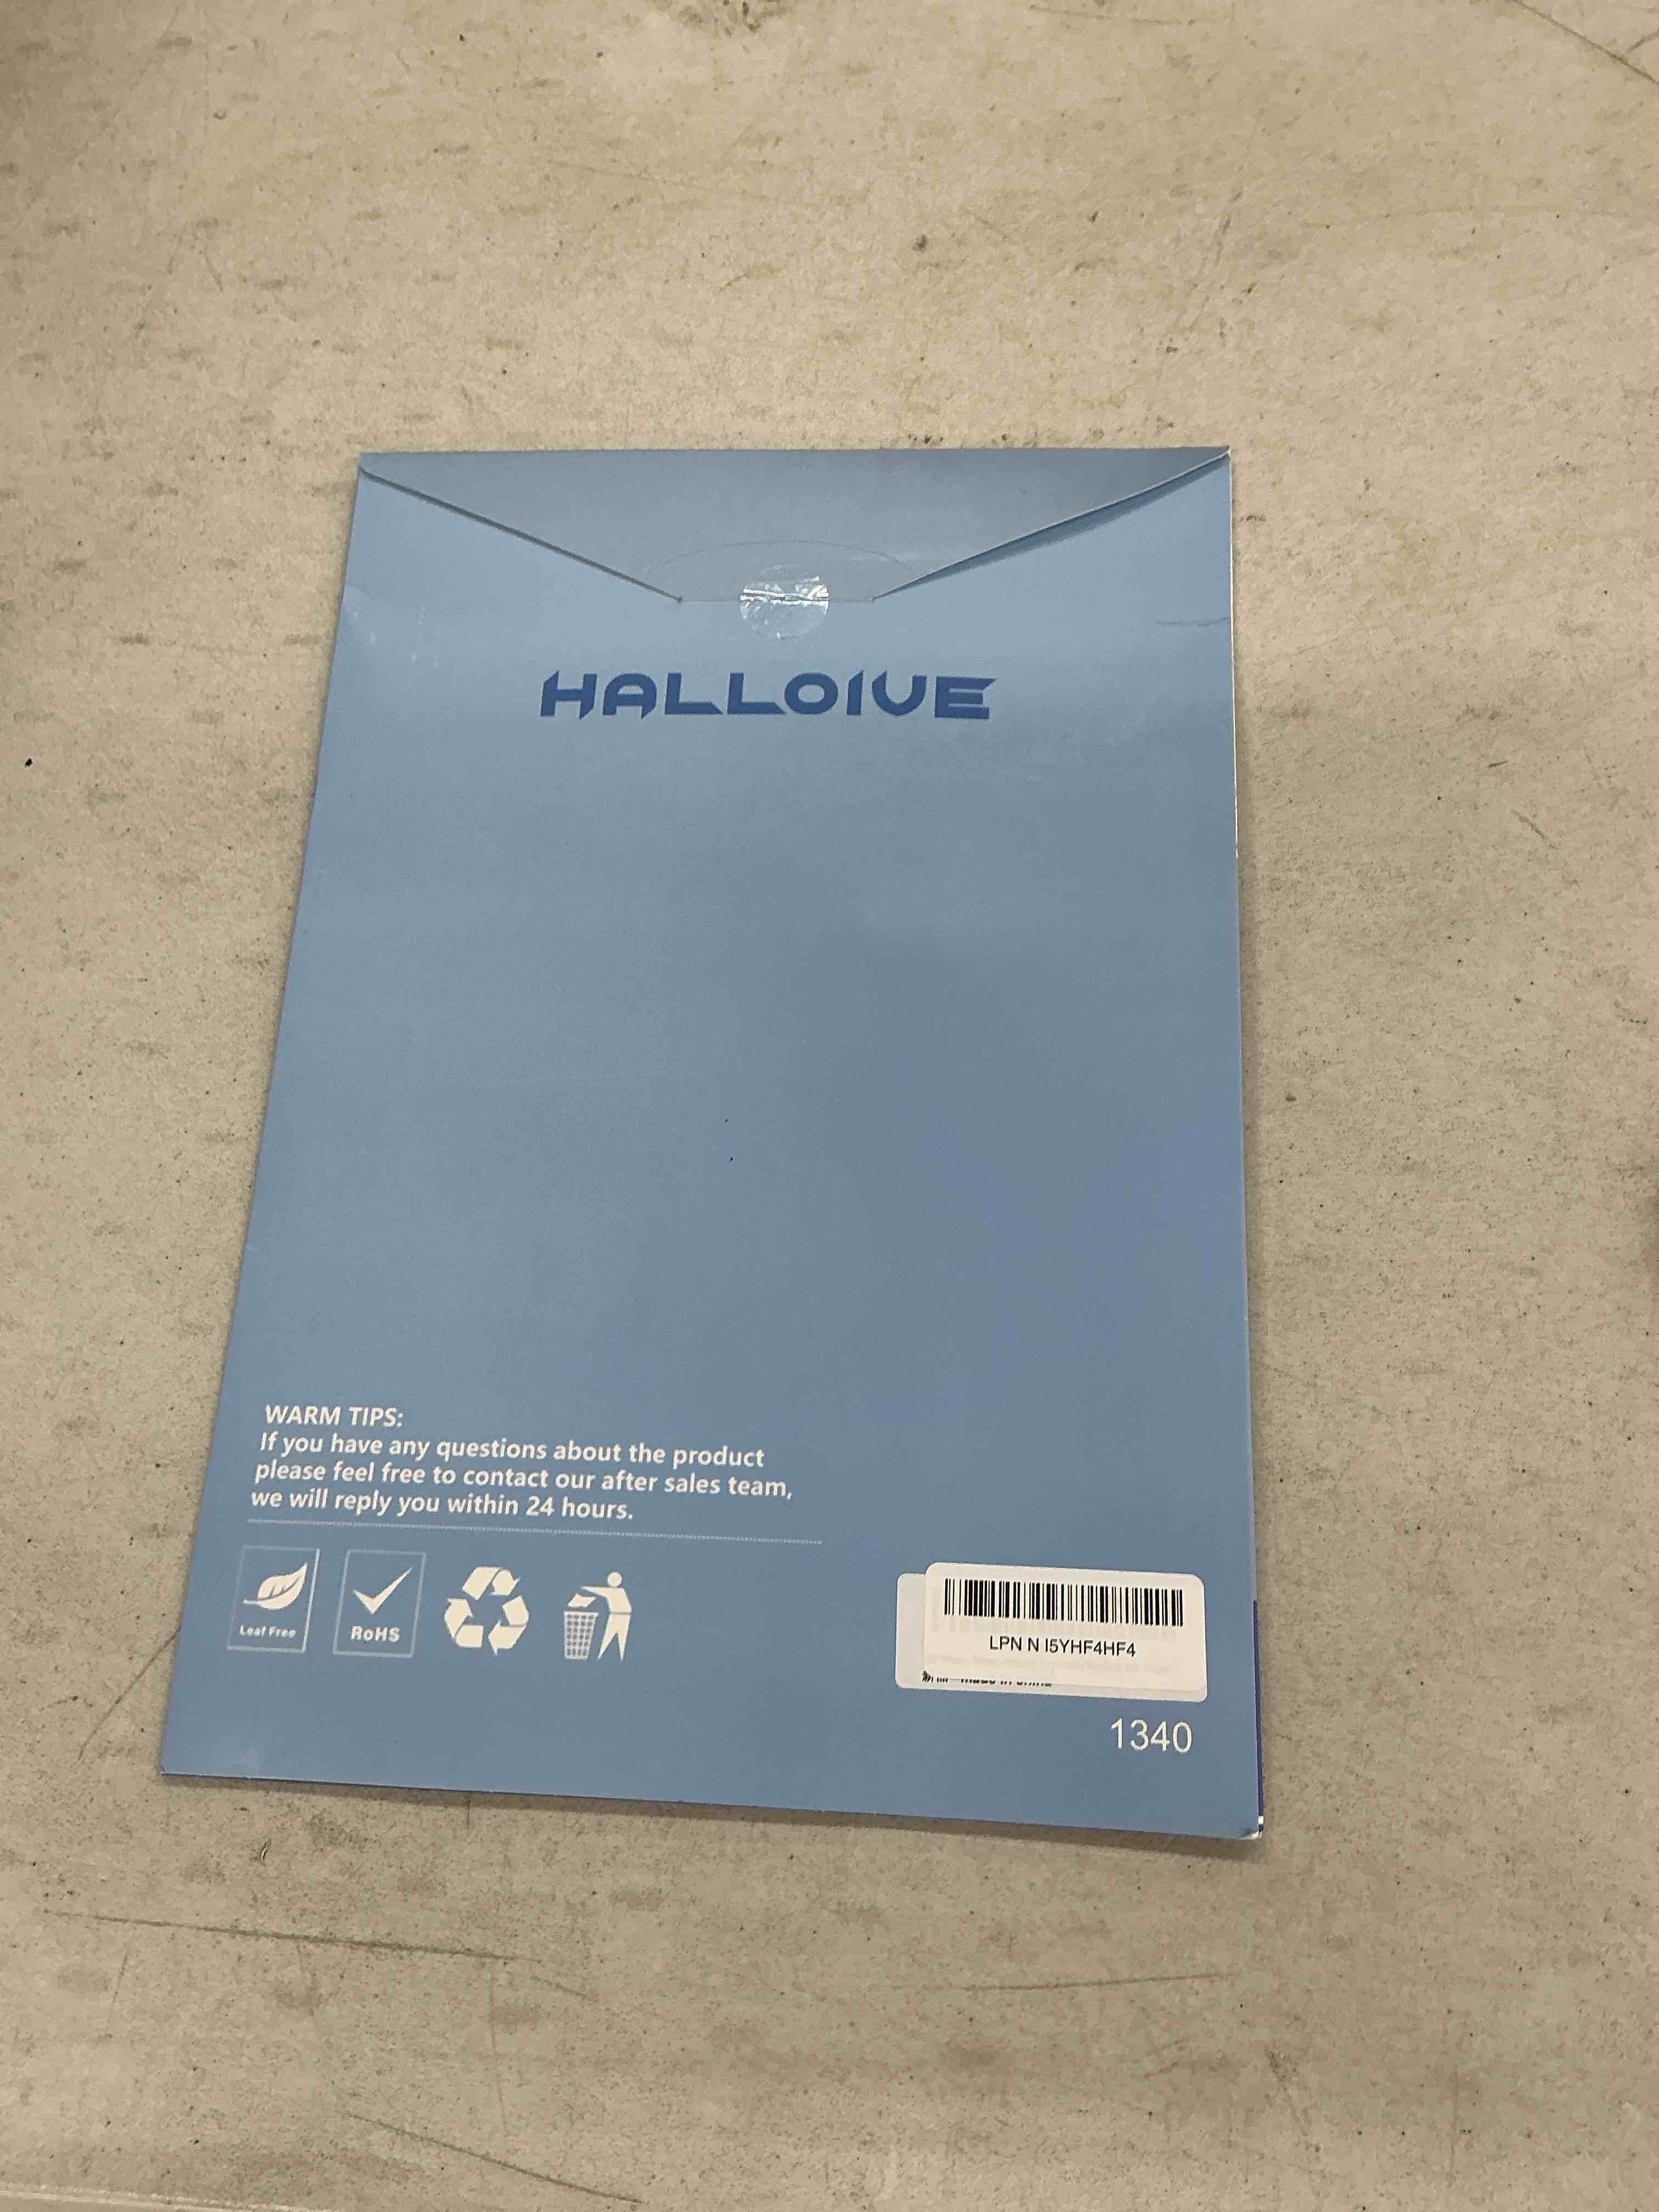 HALLOIVE
WARM TIPS:
If you have any questions about the product
please feel free to contact our after sales team,
we will reply you within 24 hours.
Leaf Free
RoHS
LPN N I5YHF4HF4
1340